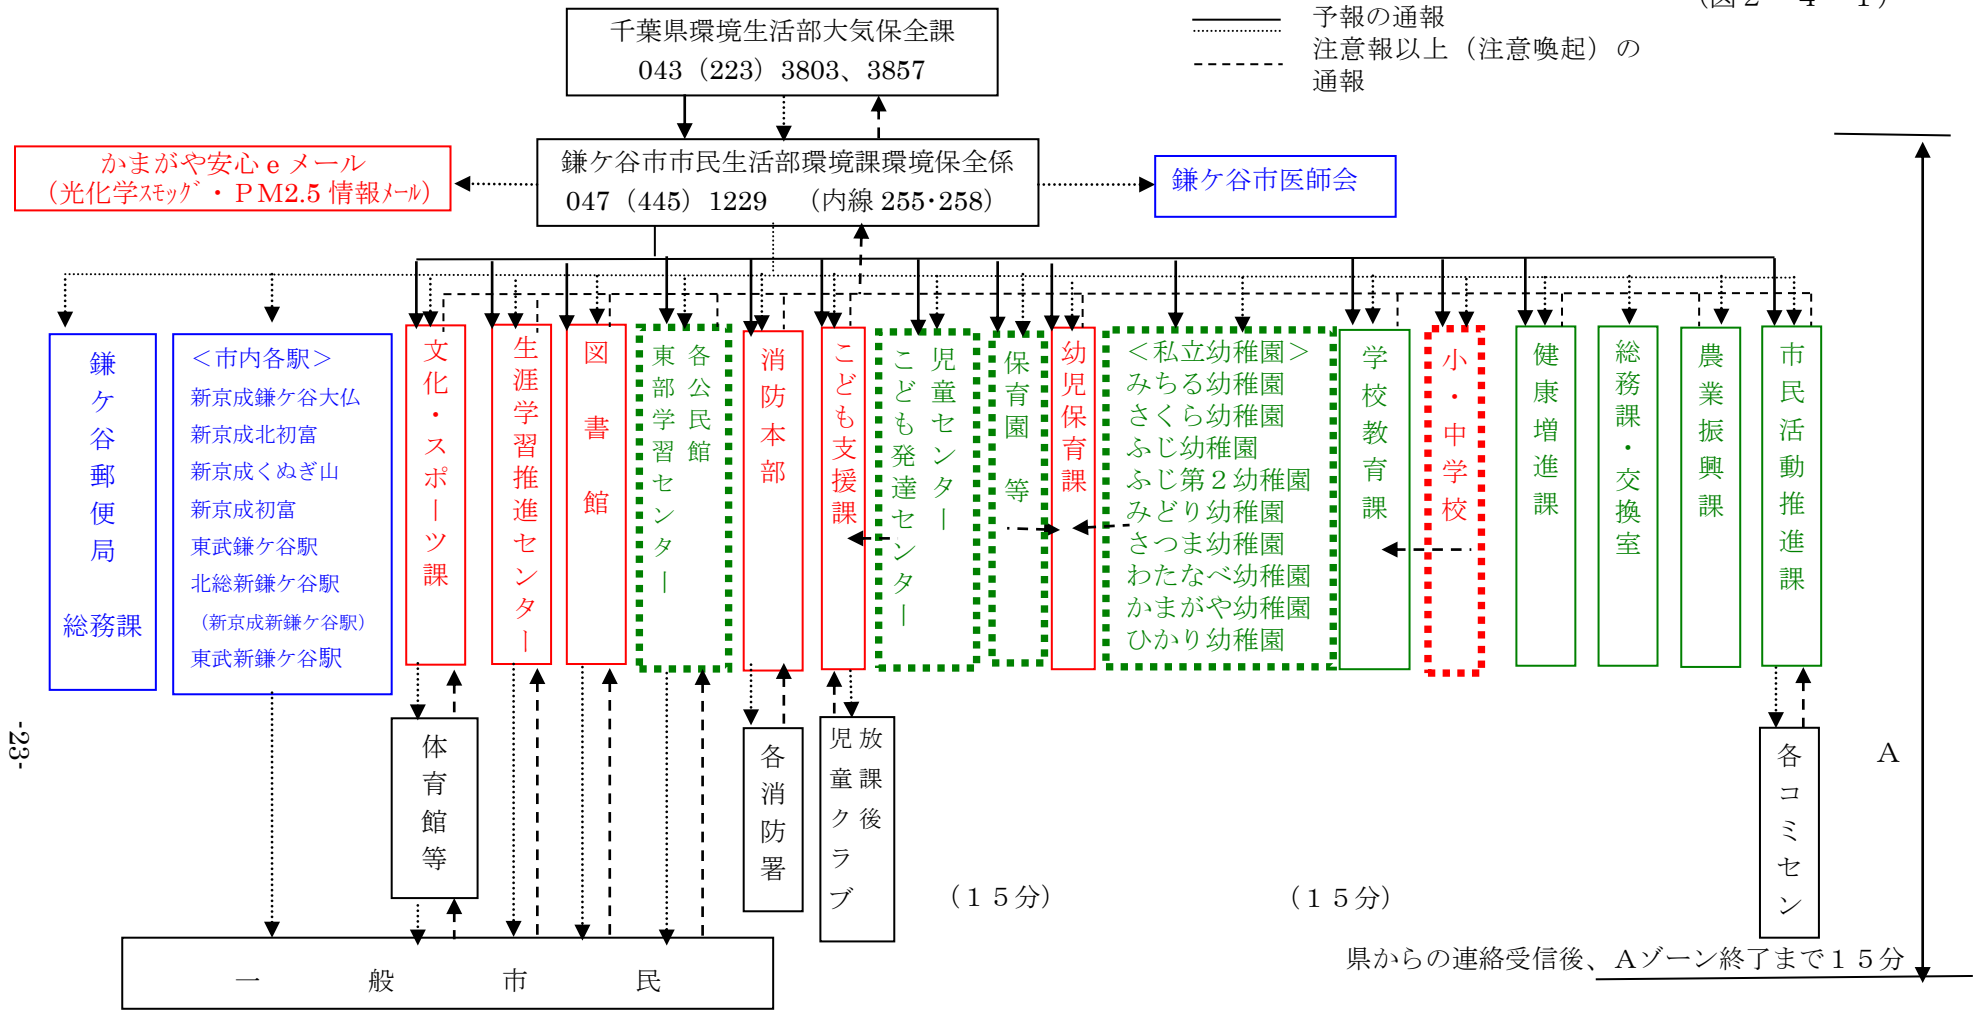 予報の通報
注意報以上（注意喚起）の
通報
千葉県環境生活部大気保全課
043（223）3803、3857
鎌ケ谷市市民生活部環境課環境保全係
047（445）1229　（内線 255・258）
かまがや安心 e メール
（光化学ｽﾓｯｸﾞ・ＰM2.5 情報ﾒｰﾙ）
鎌ケ谷市医師会
鎌ケ谷郵便局　総務課
＜市内各駅＞
新京成鎌ケ谷大仏
新京成北初富
新京成くぬぎ山
新京成初富
東武鎌ケ谷駅
北総新鎌ケ谷駅
（新京成新鎌ケ谷駅）
東武新鎌ケ谷駅
文化・スポーツ課
生涯学習推進センター
図書館
各公民館
東部学習センター
消防本部
こども支援課
児童センター
こども発達センター
保育園　等
幼児保育課
＜私立幼稚園＞
みちる幼稚園
さくら幼稚園
ふじ幼稚園
ふじ第２幼稚園
みどり幼稚園
さつま幼稚園
わたなべ幼稚園
かまがや幼稚園
ひかり幼稚園
学校教育課
小・中学校
健康増進課
総務課・交換室
農業振興課
市民活動推進課
体育館等
各消防署
放課後
児童クラブ
各コミセン
A
（１５分）
（１５分）
県からの連絡受信後、Aゾーン終了まで１５分
一般市民
-23-